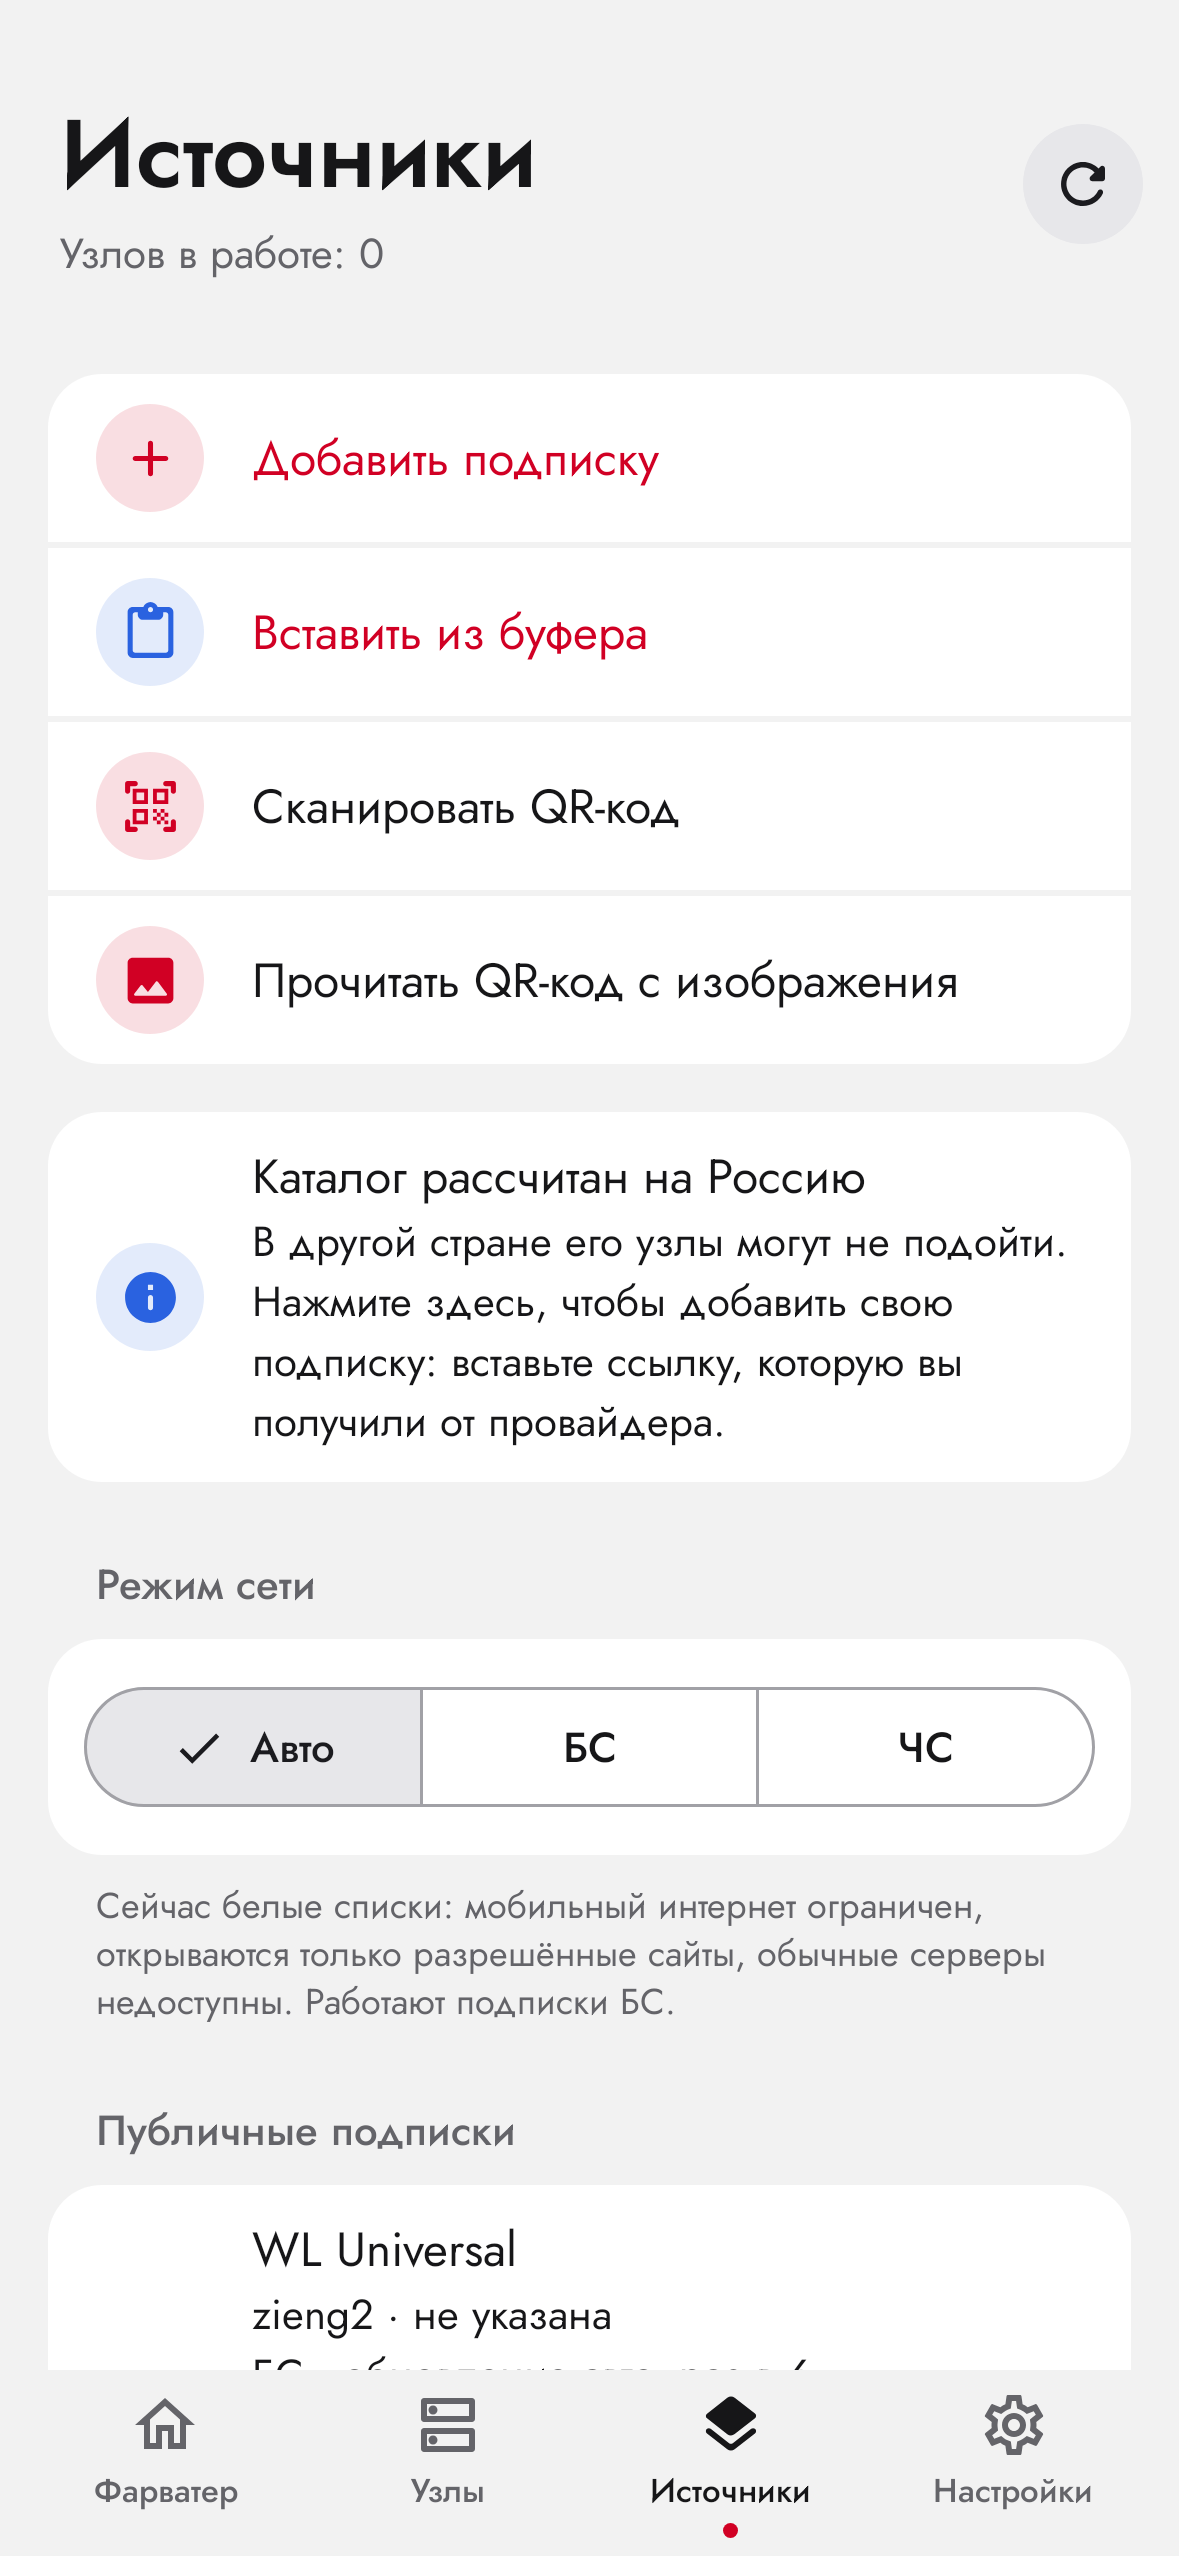 Источники
Узлов в работе: 0
Добавить подписку
Вставить из буфера
Сканировать QR-код
Прочитать QR-код с изображения
Каталог рассчитан на Россию
В другой стране его узлы могут не подойти.
Нажмите здесь, чтобы добавить свою
подписку: вставьте ссылку, которую вы
получили от провайдера.
Режим сети
Авто
БС
ЧС
Сейчас белые списки: мобильный интернет ограничен,
открываются только разрешённые сайты, обычные серверы
недоступны. Работают подписки БС.
Публичные подписки
WL Universal
zieng2 · не указана
Фарватер
Узлы
Источники
Настройки